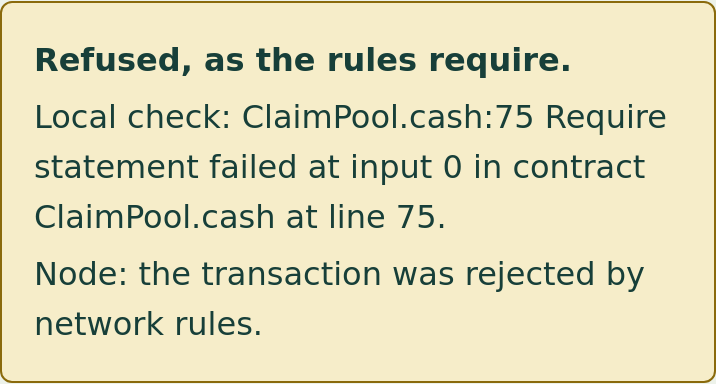 Refused, as the rules require.
Local check: ClaimPool.cash:75 Require
statement failed at input 0 in contract
ClaimPool.cash at line 75.
Node: the transaction was rejected by
network rules.